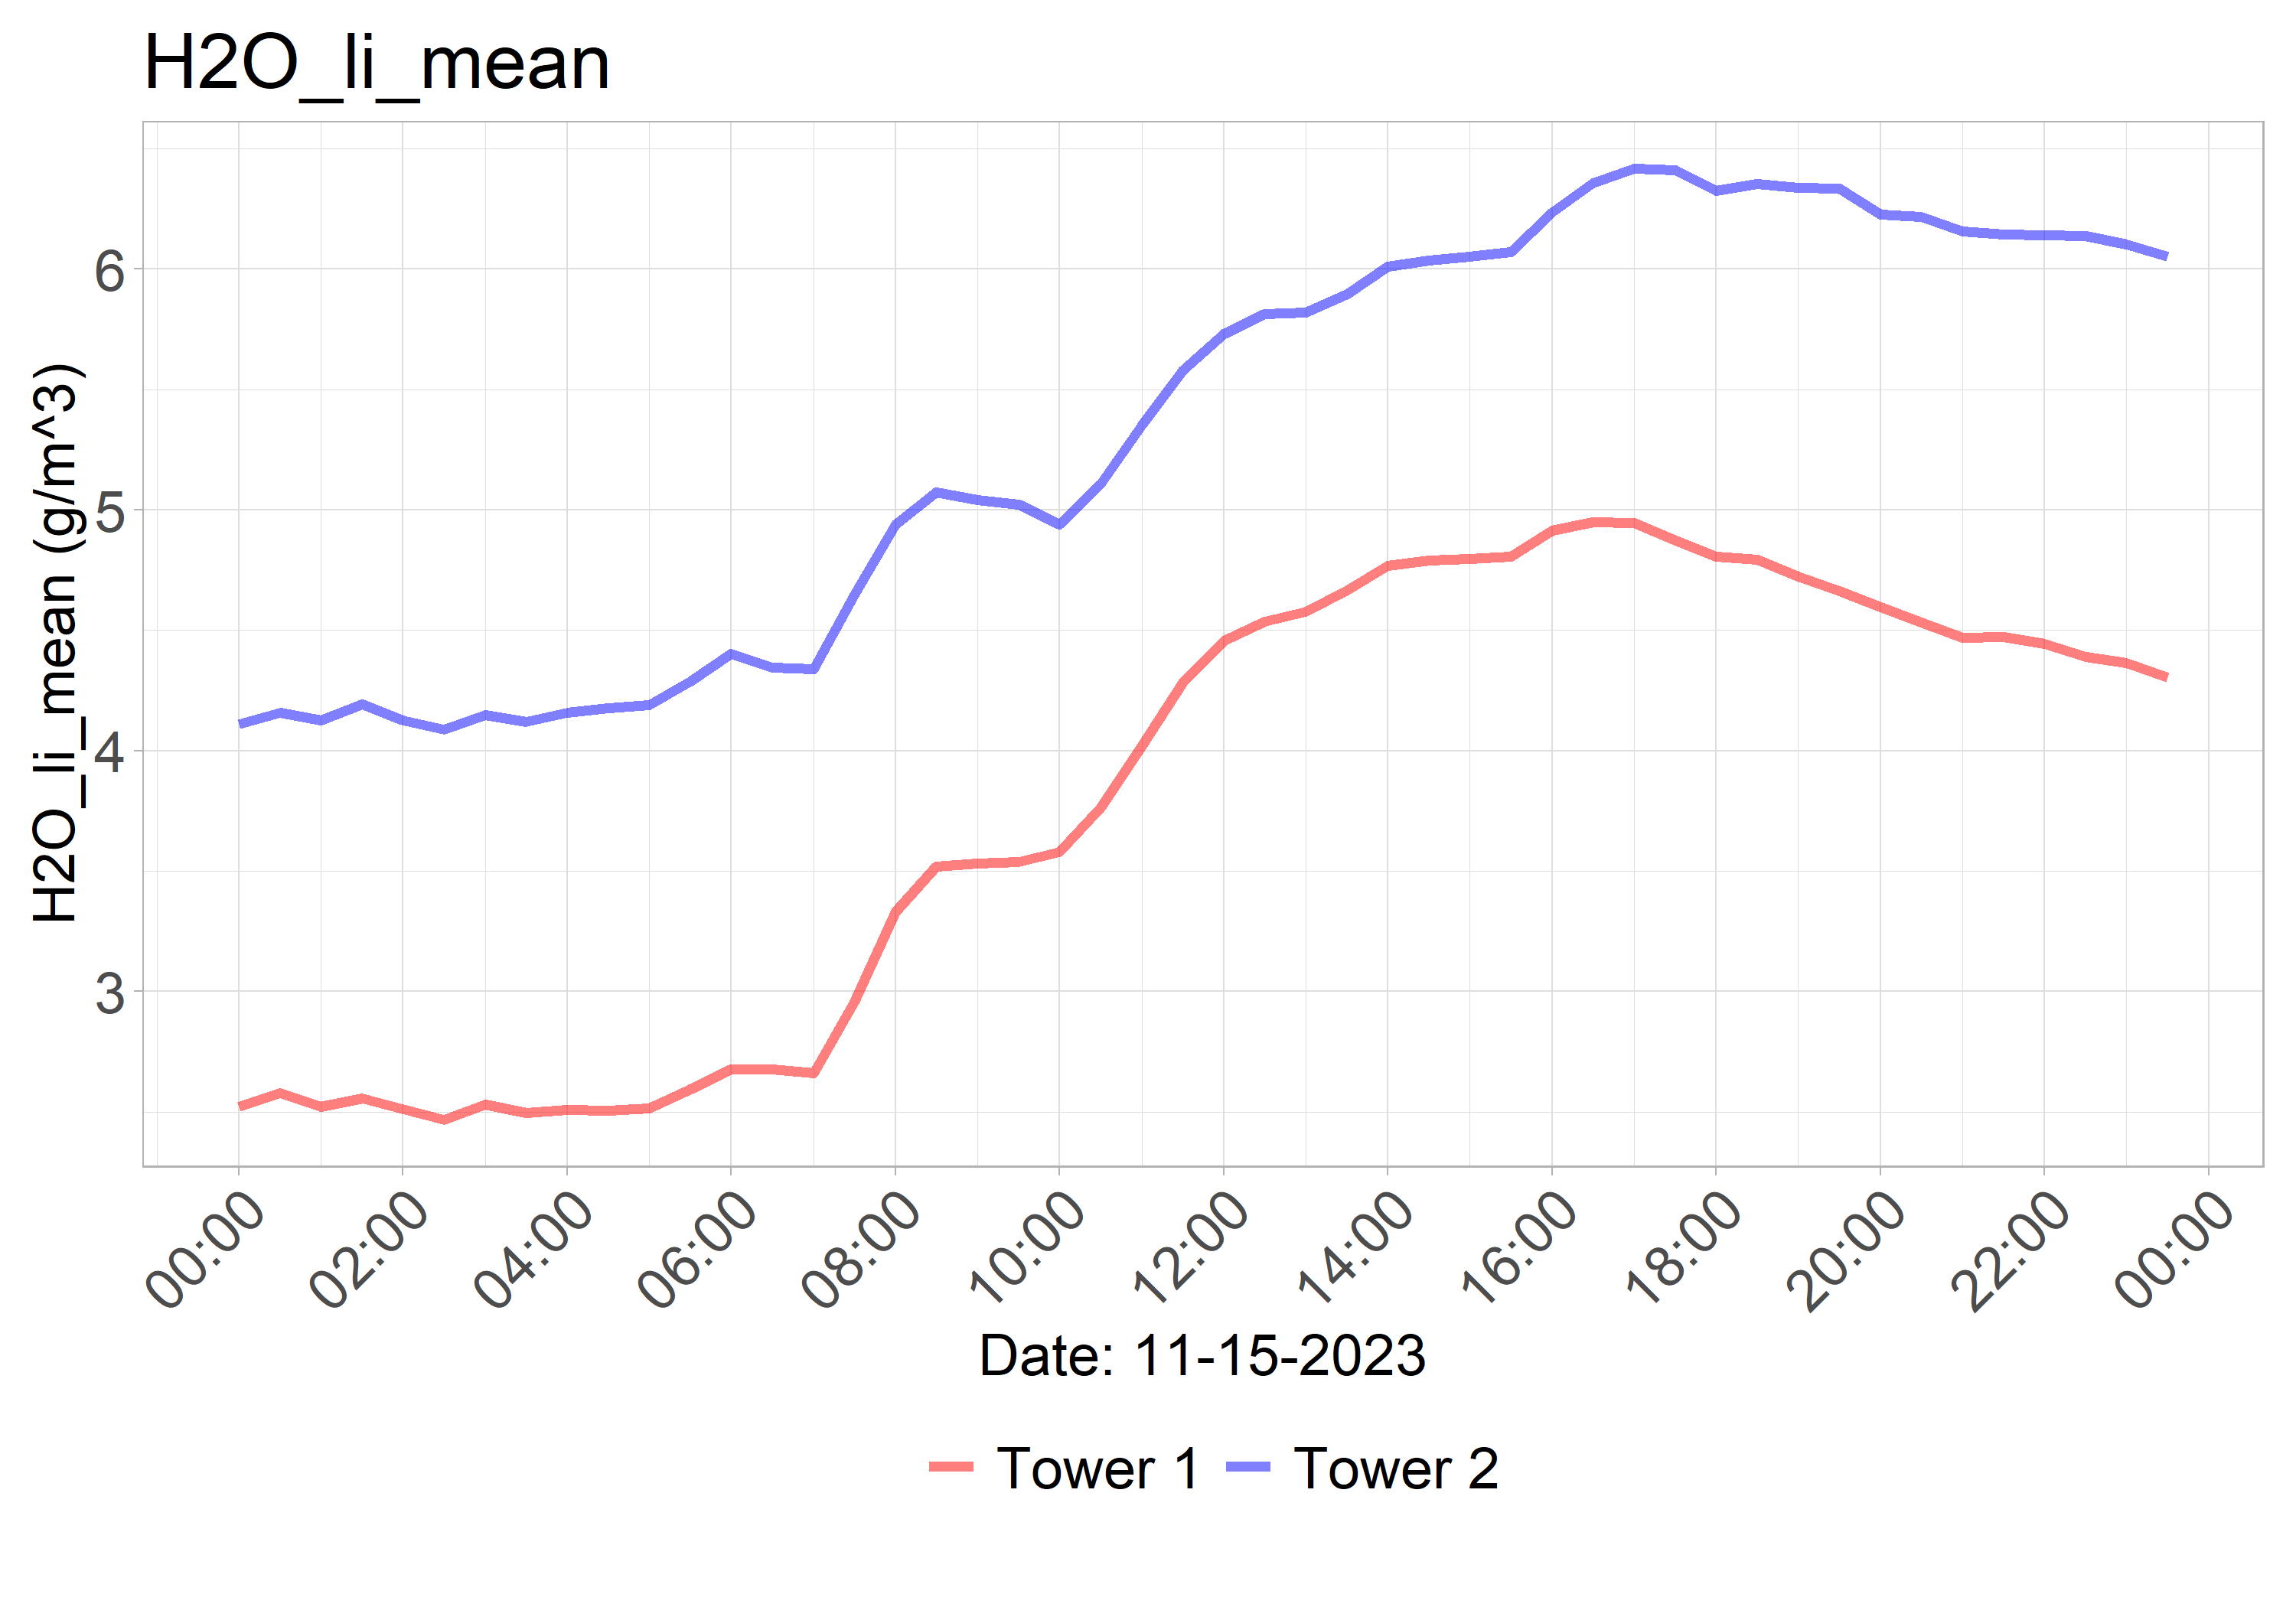 H2O_li_mean
H2O_li_mean (g/m^3)
6
5
4
3
00:00 02:00 04:00 06:00 08:00 10:00 12:00 14:00 16:00 18:00 20:00 22:00 00:00
Date: 11-15-2023
Tower 1 Tower 2